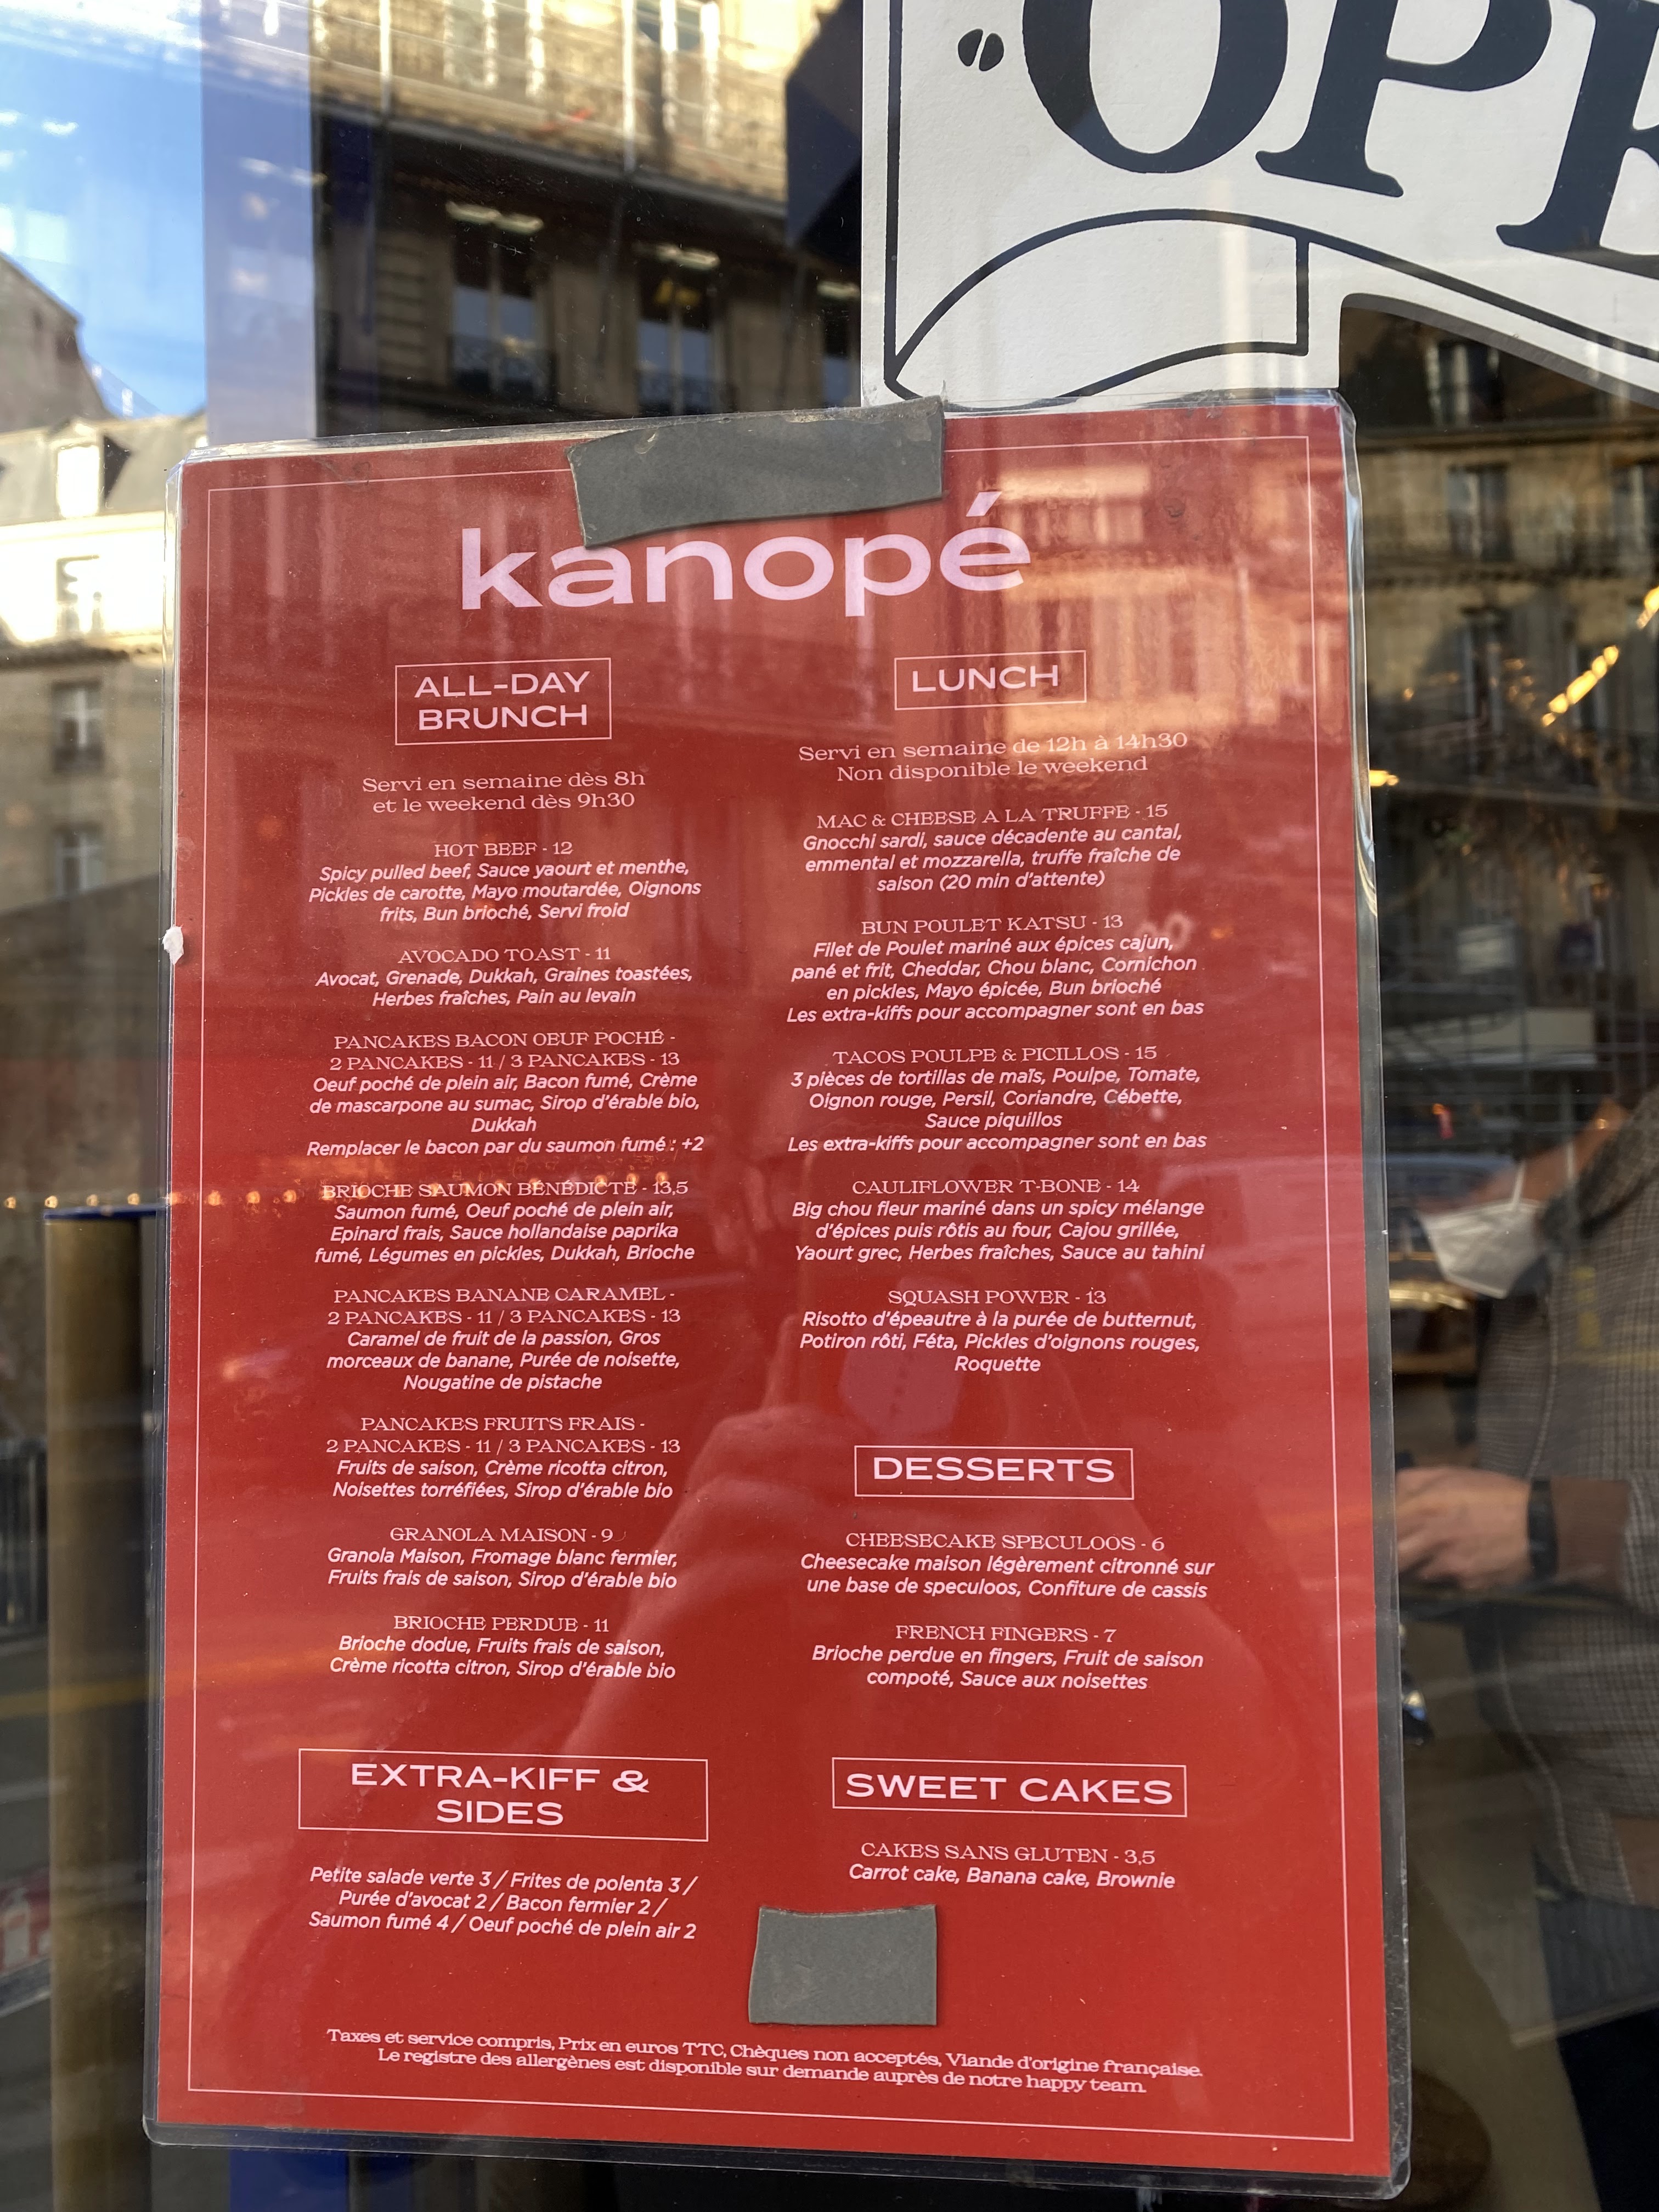 OPE
kanopé
ALL-DAY
BRUNCH
Servi en semaine dès 8h
et le weekend dès 9h30
HOT BEEF - 12
Spicy pulled beef, Sauce yaourt et menthe,
Pickles de carotte, Mayo moutardée, Oignons
frits, Bun brioché, Servi froid
AVOCADO TOAST - 11
Avocat, Grenade, Dukkah, Graines toastées,
Herbes fraîches, Pain au levain
PANCAKES BACON OEUF POCHÉ -
2 PANCAKES - 11 / 3 PANCAKES - 13
Oeuf poché de plein air, Bacon fumé, Crème
de mascarpone au sumac, Sirop d'érable bio,
Dukkah
Remplacer le bacon par du saumon fumé : +2
BRIOCHE SAUMON BÉNÉDICTE - 13,5
Saumon fumé, Oeuf poché de plein air,
Epinard frais, Sauce hollandaise paprika
fumé, Légumes en pickles, Dukkah, Brioche
PANCAKES BANANE CARAMEL -
2 PANCAKES - 11 / 3 PANCAKES - 13
Caramel de fruit de la passion, Gros
morceaux de banane, Purée de noisette,
Nougatine de pistache
PANCAKES FRUITS FRAIS -
2 PANCAKES - 11 / 3 PANCAKES - 13
Fruits de saison, Crème ricotta citron,
Noisettes torréfiées, Sirop d'érable bio
GRANOLA MAISON - 9
Granola Maison, Fromage blanc fermier,
Fruits frais de saison, Sirop d'érable bio
BRIOCHE PERDUE - 11
Brioche dodue, Fruits frais de saison,
Crème ricotta citron, Sirop d'érable bio
EXTRA-KIFF &
SIDES
Petite salade verte 3 / Frites de polenta 3 /
Purée d'avocat 2 / Bacon fermier 2 /
Saumon fumé 4 / Oeuf poché de plein air 2
LUNCH
Servi en semaine de 12h à 14h30
Non disponible le weekend
MAC & CHEESE A LA TRUFFE - 15
Gnocchi sardi, sauce décadente au cantal,
emmental et mozzarella, truffe fraîche de
saison (20 min d'attente)
BUN POULET KATSU - 13
Filet de Poulet mariné aux épices cajun,
pané et frit, Cheddar, Chou blanc, Cornichon
en pickles, Mayo épicée, Bun brioché
Les extra-kiffs pour accompagner sont en bas
TACOS POULPE & PICILLOS - 15
3 pièces de tortillas de maïs, Poulpe, Tomate,
Oignon rouge, Persil, Coriandre, Cébette,
Sauce piquillos
Les extra-kiffs pour accompagner sont en bas
CAULIFLOWER T-BONE - 14
Big chou fleur mariné dans un spicy mélange
d'épices puis rôtis au four, Cajou grillée,
Yaourt grec, Herbes fraîches, Sauce au tahini
SQUASH POWER - 13
Risotto d'épeautre à la purée de butternut,
Potiron rôti, Féta, Pickles d'oignons rouges,
Roquette
DESSERTS
CHEESECAKE SPECULOOS - 6
Cheesecake maison légèrement citronné sur
une base de speculoos, Confiture de cassis
FRENCH FINGERS - 7
Brioche perdue en fingers, Fruit de saison
compoté, Sauce aux noisettes
SWEET CAKES
CAKES SANS GLUTEN - 3,5
Carrot cake, Banana cake, Brownie
Taxes et service compris, Prix en euros TTC, Chèques non acceptés, Viande d'origine française.
Le registre des allergènes est disponible sur demande auprès de notre happy team.